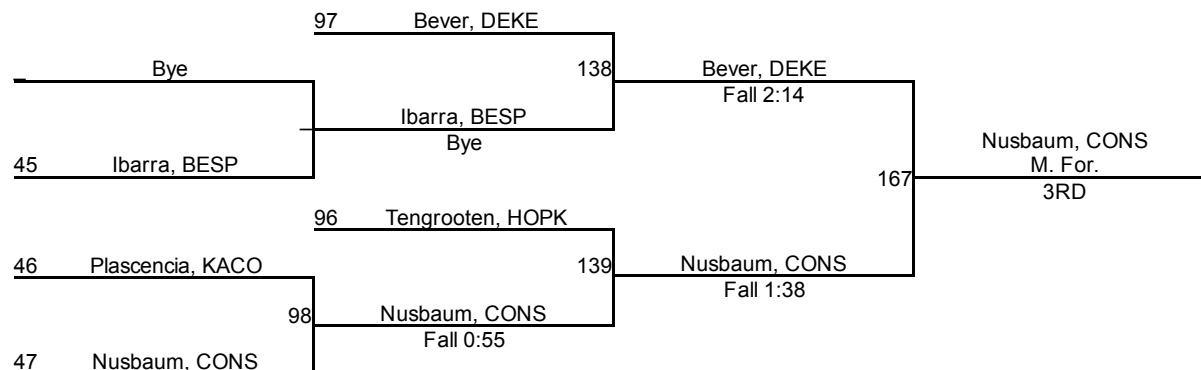 97 Bever, DEKE
_ Bye
138 Bever, DEKE
Fall 2:14
_ Ibarra, BESP
Bye
Nusbaum, CONS
45 Ibarra, BESP
M. For.
167
3RD
96 Tengrooten, HOPK
46 Plascencia, KACO
139 Nusbaum, CONS
Fall 1:38
98 Nusbaum, CONS
Fall 0:55
47 Nusbaum, CONS